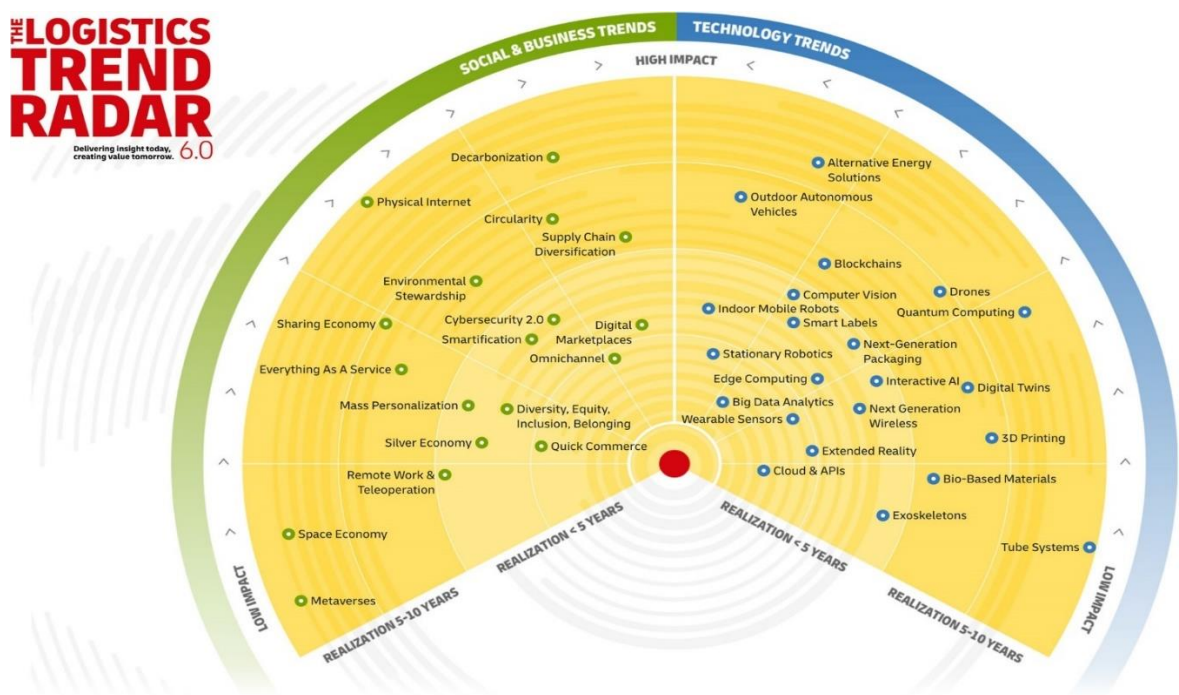 THE
LOGISTICS
TREND
RADAR
Delivering insight today,
creating value tomorrow.
6.0
SOCIAL & BUSINESS TRENDS
TECHNOLOGY TRENDS
HIGH IMPACT
Decarbonization
Physical Internet
Circularity
Supply Chain
Diversification
Environmental
Stewardship
Sharing Economy
Cybersecurity 2.0
Smartification
Digital
Marketplaces
Omnichannel
Everything As A Service
Mass Personalization
Diversity, Equity,
Inclusion, Belonging
Silver Economy
Quick Commerce
Remote Work &
Teleoperation
Space Economy
Metaverses
Alternative Energy
Solutions
Outdoor Autonomous
Vehicles
Blockchains
Computer Vision
Drones
Indoor Mobile Robots
Quantum Computing
Smart Labels
Next-Generation
Packaging
Stationary Robotics
Edge Computing
Interactive AI
Digital Twins
Big Data Analytics
Next Generation
Wireless
Wearable Sensors
3D Printing
Extended Reality
Cloud & APIs
Bio-Based Materials
Exoskeletons
Tube Systems
LOW IMPACT
REALIZATION 5-10 YEARS
REALIZATION < 5 YEARS
REALIZATION < 5 YEARS
REALIZATION 5-10 YEARS
LOW IMPACT